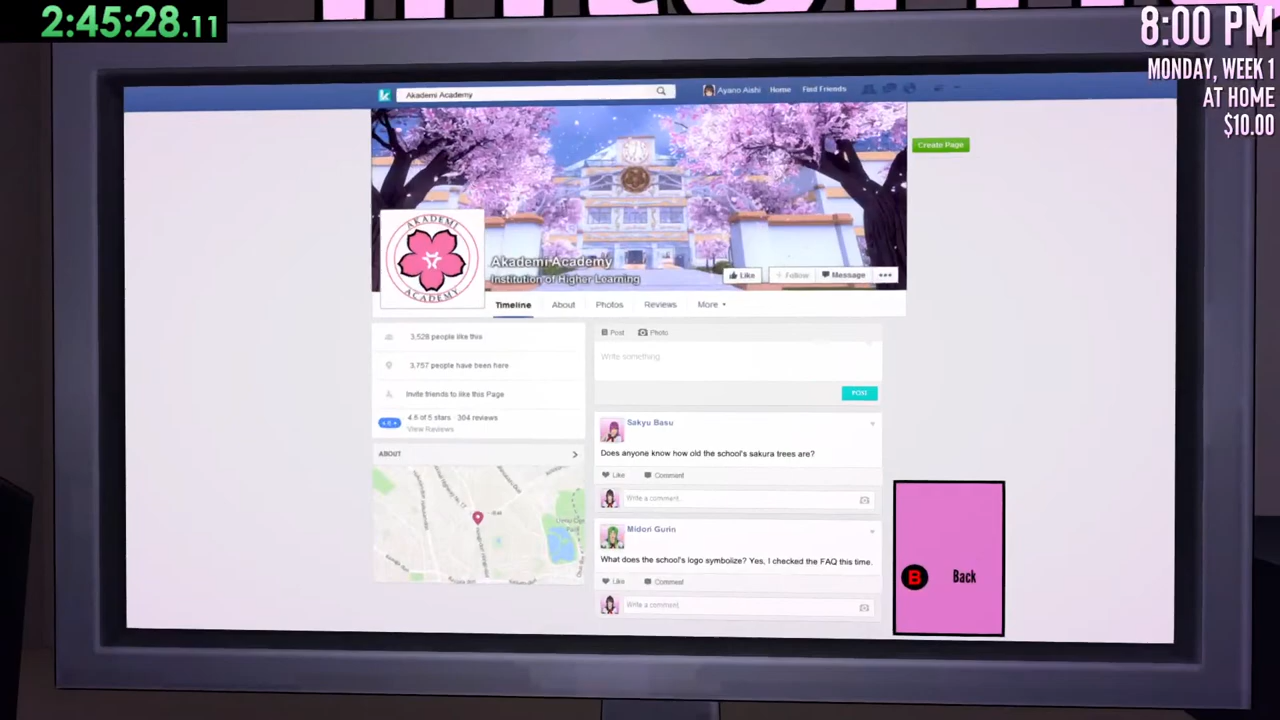 2:45:28.11
8:00 PM
MONDAY, WEEK 1
AT HOME
$10.00
Akademi Academy
Ayano Aishi Home Find Friends
Create Page
AKADEMI
ACADEMY
Akademi Academy
Institution of Higher Learning
Like Follow Message
Timeline About Photos Reviews More
3,528 people like this
3,757 people have been here
Invite friends to like this Page
4.6 of 5 stars · 304 reviews
View Reviews
ABOUT
Post Photo
Write something
POST
Sakyu Basu
Does anyone know how old the school's sakura trees are?
Like Comment
Write a comment
Midori Gurin
What does the school's logo symbolize? Yes, I checked the FAQ this time.
Like Comment
Write a comment
B Back